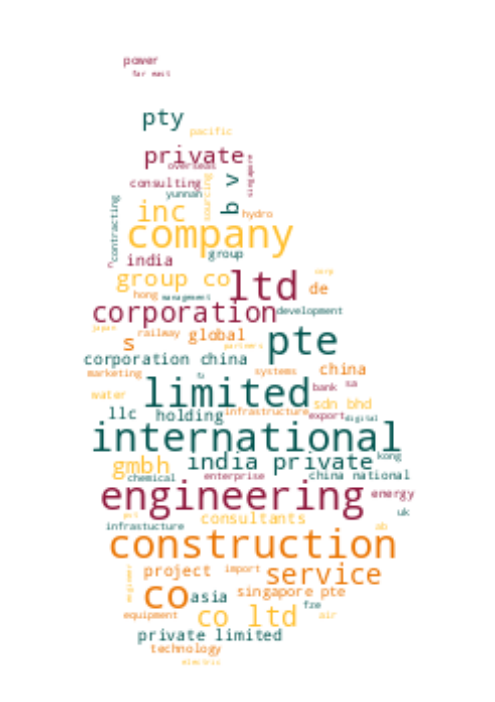 power
far east
pty
pacific
private
overseas
singapore
consulting
yunnan
sourcing
b v
contracting
inc
hydro
company
group
india
group co
ltd
corp
de
hong
management
corporation
development
japan
railway
global
s
partners
pte
corporation china
marketing
systems
china
bank
sa
limited
water
sdn bhd
llc
holding
infrastructure
export
digital
international
gmbh
india private
kong
chemical
enterprise
china national
engineering
energy
uk
consultants
infrastucture
ab
construction
engineer
project
import
service
co
asia
singapore pte
fze
equipment
co ltd
air
private limited
technology
electric